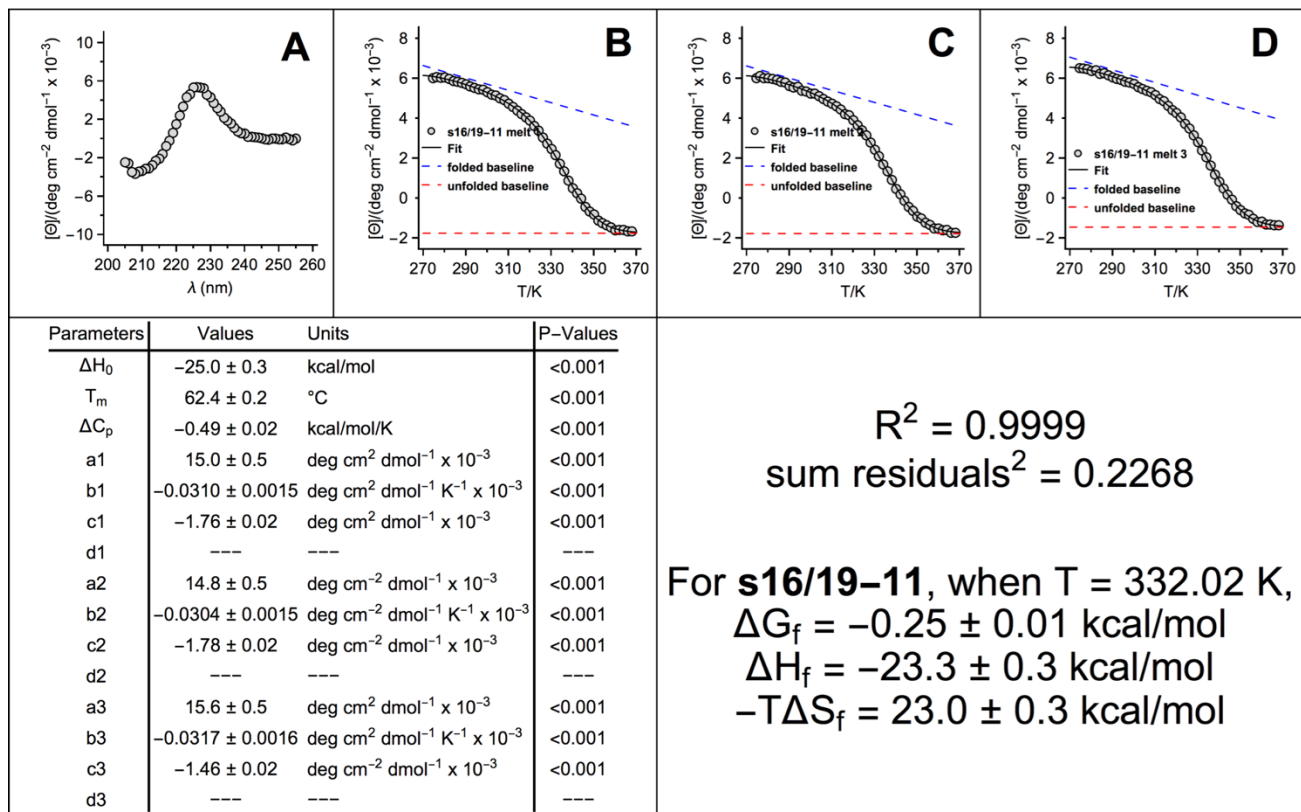 A
[Θ]/(deg cm⁻² dmol⁻¹ x 10⁻³)
10
6
2
−2
−6
−10
200 210 220 230 240 250 260
λ (nm)
B
[Θ]/(deg cm⁻² dmol⁻¹ x 10⁻³)
8
6
4
2
0
−2
s16/19−11 melt
Fit
folded baseline
unfolded baseline
270 290 310 330 350 370
T/K
C
[Θ]/(deg cm⁻² dmol⁻¹ x 10⁻³)
8
6
4
2
0
−2
s16/19−11 melt
Fit
folded baseline
unfolded baseline
270 290 310 330 350 370
T/K
D
[Θ]/(deg cm⁻² dmol⁻¹ x 10⁻³)
8
6
4
2
0
−2
s16/19−11 melt 3
Fit
folded baseline
unfolded baseline
270 290 310 330 350 370
T/K
Parameters Values Units P−Values
ΔH₀ −25.0 ± 0.3 kcal/mol <0.001
Tₘ 62.4 ± 0.2 °C <0.001
ΔCₚ −0.49 ± 0.02 kcal/mol/K <0.001
a1 15.0 ± 0.5 deg cm² dmol⁻¹ x 10⁻³ <0.001
b1 −0.0310 ± 0.0015 deg cm² dmol⁻¹ K⁻¹ x 10⁻³ <0.001
c1 −1.76 ± 0.02 deg cm² dmol⁻¹ x 10⁻³ <0.001
d1 −−− −−− −−−
a2 14.8 ± 0.5 deg cm⁻² dmol⁻¹ x 10⁻³ <0.001
b2 −0.0304 ± 0.0015 deg cm⁻² dmol⁻¹ K⁻¹ x 10⁻³ <0.001
c2 −1.78 ± 0.02 deg cm⁻² dmol⁻¹ x 10⁻³ <0.001
d2 −−− −−− −−−
a3 15.6 ± 0.5 deg cm² dmol⁻¹ x 10⁻³ <0.001
b3 −0.0317 ± 0.0016 deg cm² dmol⁻¹ K⁻¹ x 10⁻³ <0.001
c3 −1.46 ± 0.02 deg cm² dmol⁻¹ x 10⁻³ <0.001
d3 −−− −−− −−−
R² = 0.9999
sum residuals² = 0.2268
For s16/19−11, when T = 332.02 K,
ΔG_f = −0.25 ± 0.01 kcal/mol
ΔH_f = −23.3 ± 0.3 kcal/mol
−TΔS_f = 23.0 ± 0.3 kcal/mol